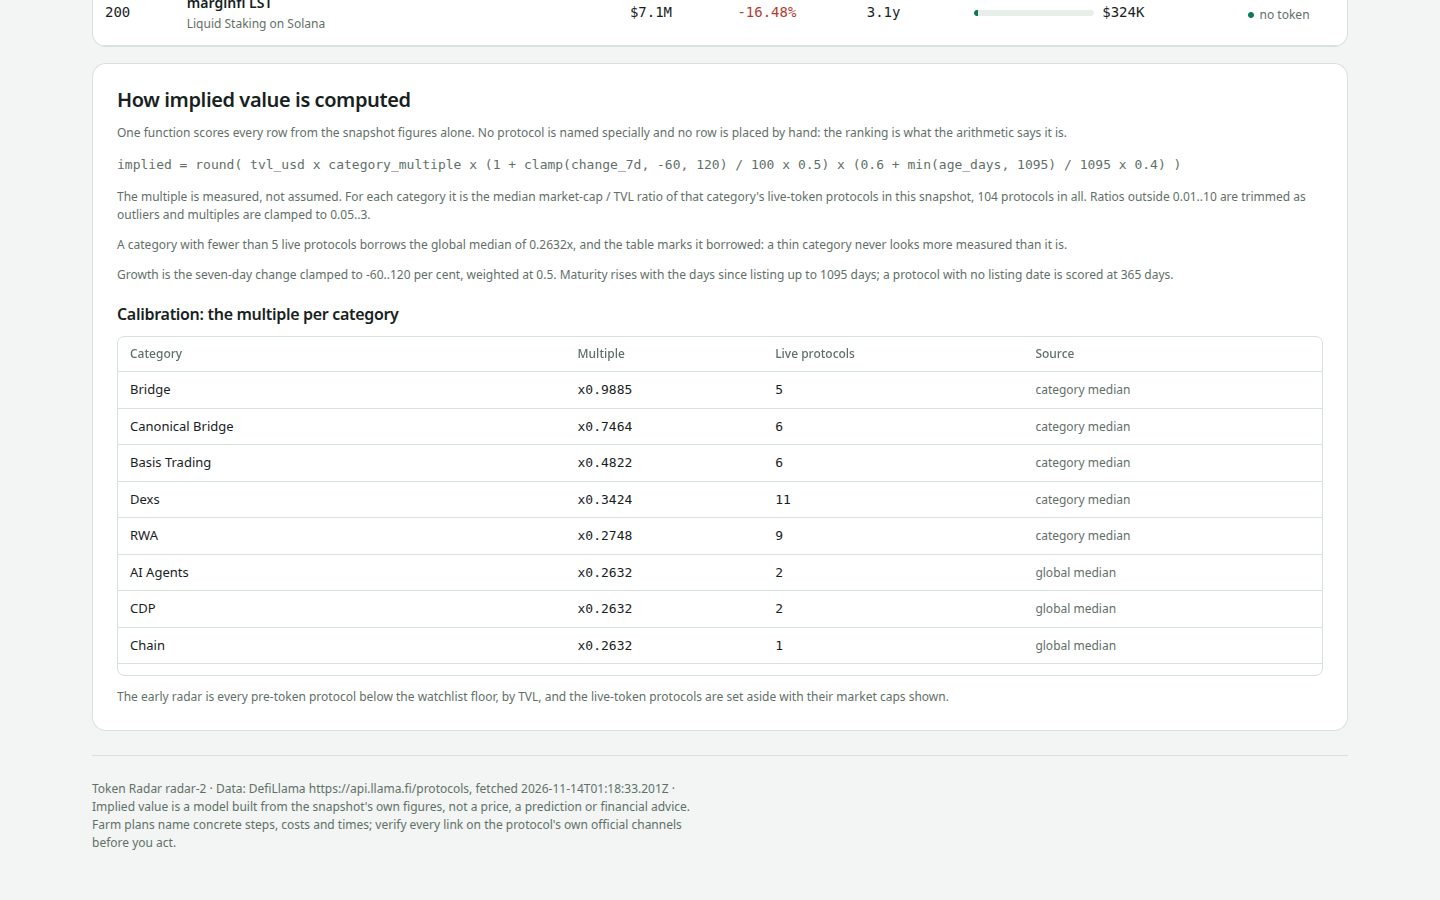 marginfi LST
200 $7.1M -16.48% 3.1y $324K no token
Liquid Staking on Solana
How implied value is computed
One function scores every row from the snapshot figures alone. No protocol is named specially and no row is placed by hand: the ranking is what the arithmetic says it is.
implied = round( tvl_usd x category_multiple x (1 + clamp(change_7d, -60, 120) / 100 x 0.5) x (0.6 + min(age_days, 1095) / 1095 x 0.4) )
The multiple is measured, not assumed. For each category it is the median market-cap / TVL ratio of that category's live-token protocols in this snapshot, 104 protocols in all. Ratios outside 0.01..10 are trimmed as
outliers and multiples are clamped to 0.05..3.
A category with fewer than 5 live protocols borrows the global median of 0.2632x, and the table marks it borrowed: a thin category never looks more measured than it is.
Growth is the seven-day change clamped to -60..120 per cent, weighted at 0.5. Maturity rises with the days since listing up to 1095 days; a protocol with no listing date is scored at 365 days.
Calibration: the multiple per category
Category Multiple Live protocols Source
Bridge x0.9885 5 category median
Canonical Bridge x0.7464 6 category median
Basis Trading x0.4822 6 category median
Dexs x0.3424 11 category median
RWA x0.2748 9 category median
AI Agents x0.2632 2 global median
CDP x0.2632 2 global median
Chain x0.2632 1 global median
The early radar is every pre-token protocol below the watchlist floor, by TVL, and the live-token protocols are set aside with their market caps shown.
Token Radar radar-2 · Data: DefiLlama https://api.llama.fi/protocols, fetched 2026-11-14T01:18:33.201Z ·
Implied value is a model built from the snapshot's own figures, not a price, a prediction or financial advice.
Farm plans name concrete steps, costs and times; verify every link on the protocol's own official channels
before you act.